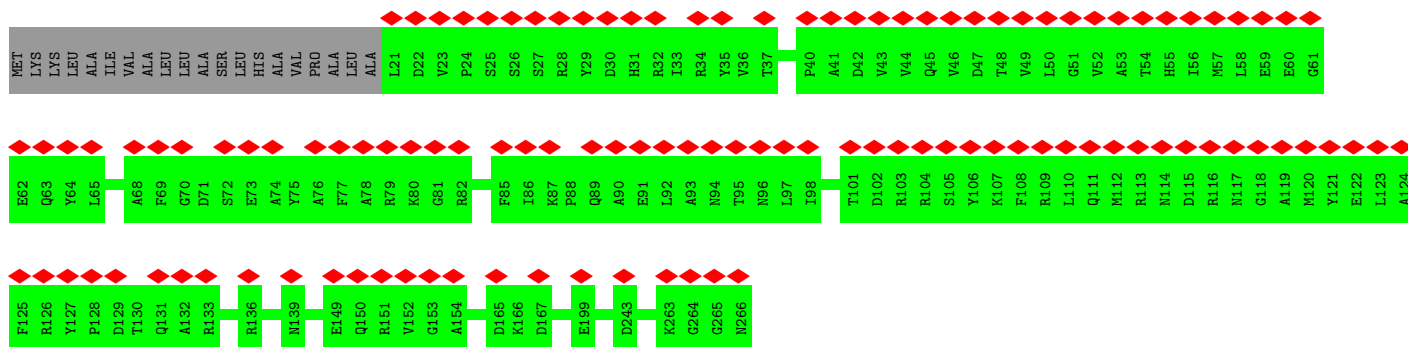 MET LYS LYS LEU ALA ILE VAL ALA LEU LEU ALA SER LEU HIS ALA VAL PRO ALA LEU ALA L21 D22 V23 P24 S25 S26 S27 R28 Y29 D30 H31 R32 I33 R34 Y35 V36 T37 P40 A41 D42 V43 V44 Q45 V46 D47 T48 V49 L50 G51 V52 A53 T54 H55 I56 M57 L58 E59 E60 G61
E62 Q63 Y64 L65 A68 F69 G70 D71 S72 E73 A74 Y75 A76 F77 A78 R79 K80 G81 R82 F85 I86 K87 P88 Q89 A90 E91 L92 A93 N94 T95 N96 L97 I98 T101 D102 R103 R104 S105 Y106 K107 F108 R109 L110 Q111 M112 R113 N114 D115 R116 N117 G118 A119 M120 Y121 E122 L123 A124
F125 R126 Y127 P128 D129 T130 Q131 A132 R133 R136 N139 E149 Q150 R151 V152 G153 A154 D165 K166 D167 E199 D243 K263 G264 G265 N266